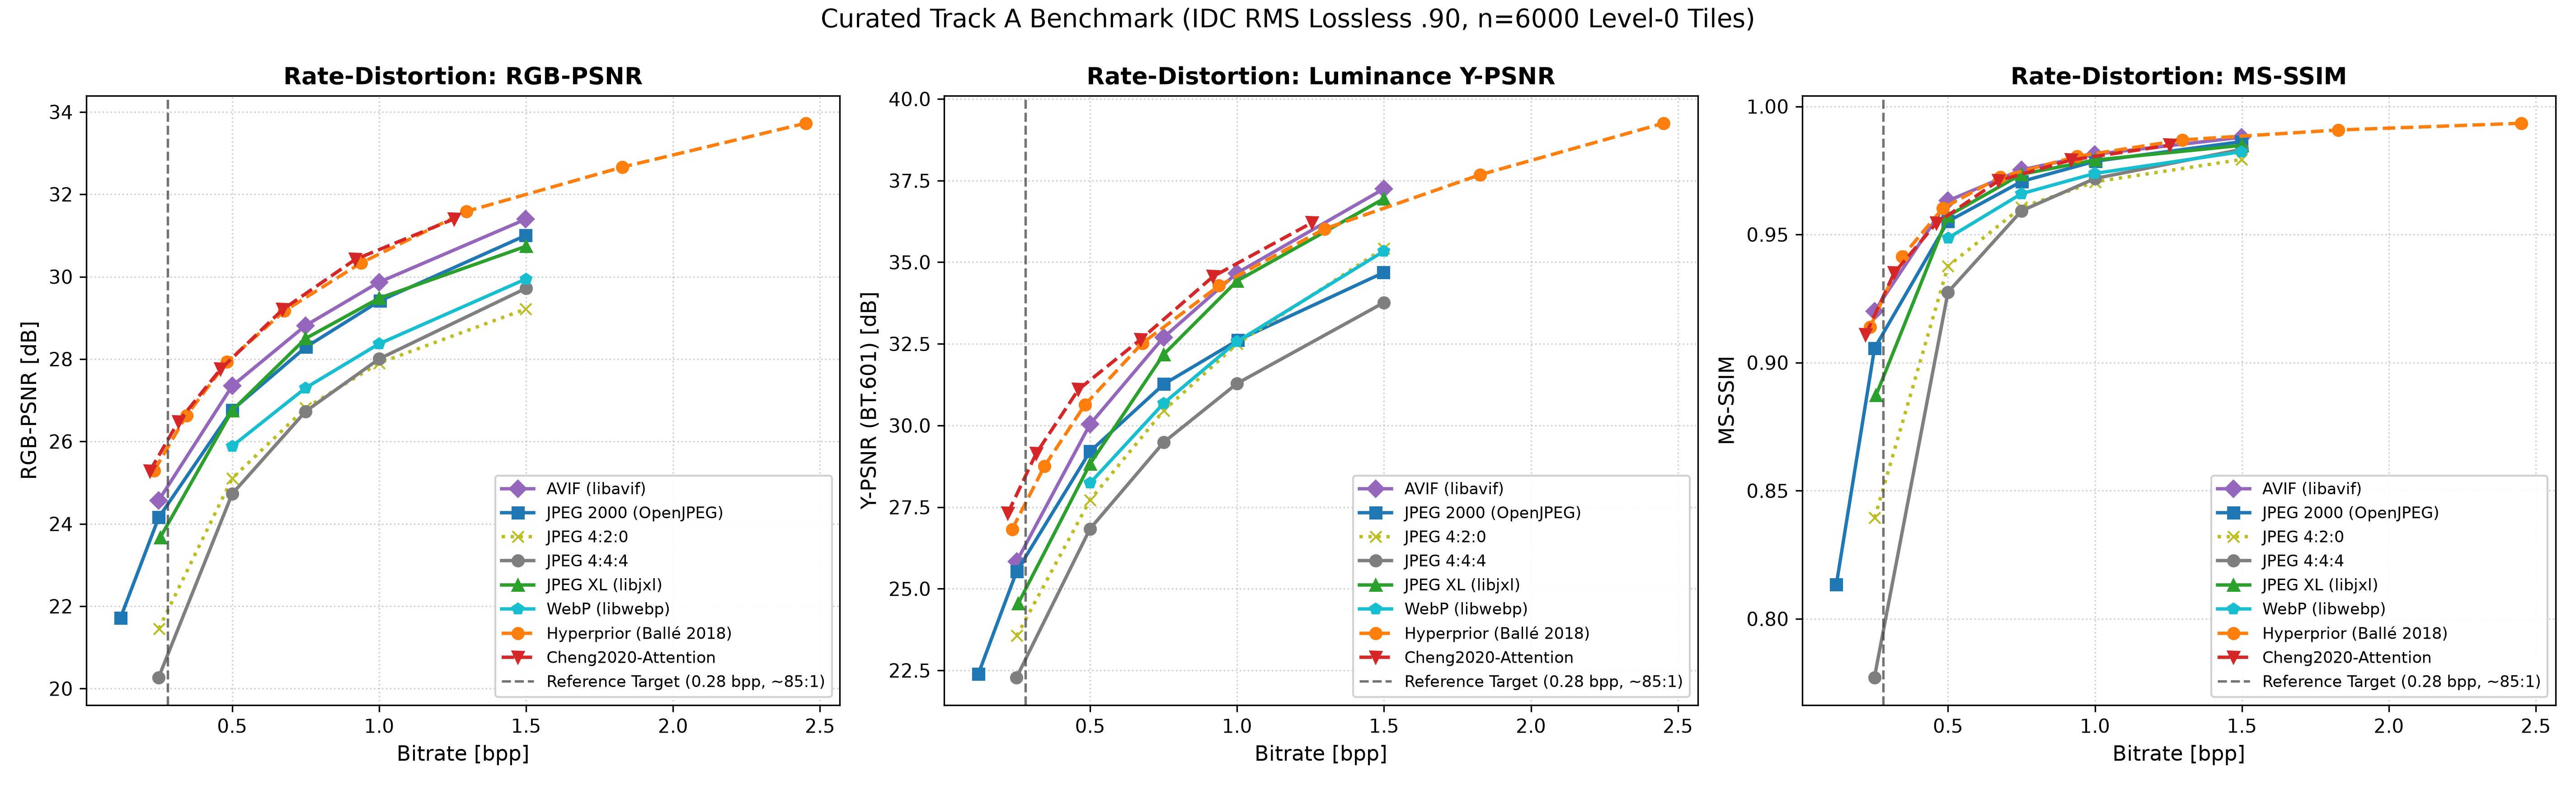 Curated Track A Benchmark (IDC RMS Lossless .90, n=6000 Level-0 Tiles)
Rate-Distortion: RGB-PSNR
RGB-PSNR [dB]
34
32
30
28
26
24
22
20
0.5
1.0
1.5
2.0
2.5
Bitrate [bpp]
AVIF (libavif)
JPEG 2000 (OpenJPEG)
JPEG 4:2:0
JPEG 4:4:4
JPEG XL (libjxl)
WebP (libwebp)
Hyperprior (Ballé 2018)
Cheng2020-Attention
Reference Target (0.28 bpp, ~85:1)
Rate-Distortion: Luminance Y-PSNR
Y-PSNR (BT.601) [dB]
40.0
37.5
35.0
32.5
30.0
27.5
25.0
22.5
0.5
1.0
1.5
2.0
2.5
Bitrate [bpp]
AVIF (libavif)
JPEG 2000 (OpenJPEG)
JPEG 4:2:0
JPEG 4:4:4
JPEG XL (libjxl)
WebP (libwebp)
Hyperprior (Ballé 2018)
Cheng2020-Attention
Reference Target (0.28 bpp, ~85:1)
Rate-Distortion: MS-SSIM
MS-SSIM
1.00
0.95
0.90
0.85
0.80
0.5
1.0
1.5
2.0
2.5
Bitrate [bpp]
AVIF (libavif)
JPEG 2000 (OpenJPEG)
JPEG 4:2:0
JPEG 4:4:4
JPEG XL (libjxl)
WebP (libwebp)
Hyperprior (Ballé 2018)
Cheng2020-Attention
Reference Target (0.28 bpp, ~85:1)